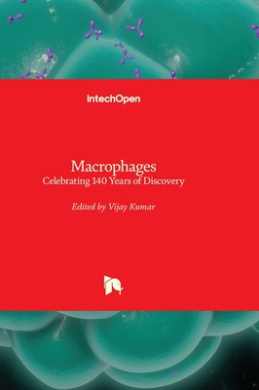 IntechOpen
Macrophages
Celebrating 140 Years of Discovery
Edited by Vijay Kumar